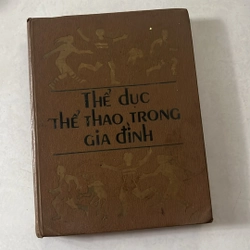 THỂ DỤC
THỂ THAO TRONG
GIA ĐÌNH